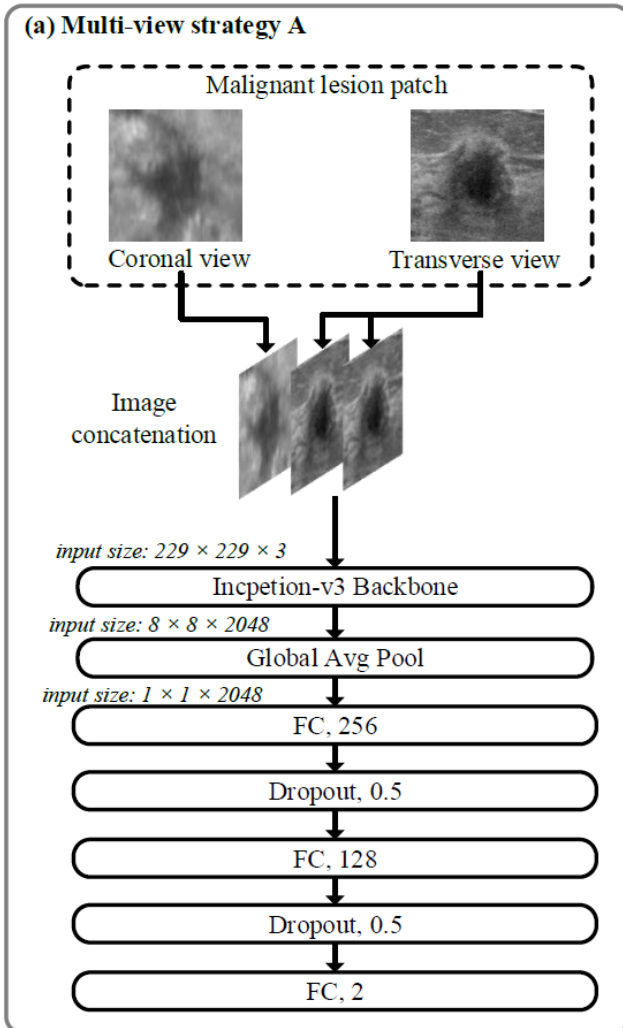 (a) Multi-view strategy A
Malignant lesion patch
Coronal view
Transverse view
Image
concatenation
input size: 229 × 229 × 3
Incpetion-v3 Backbone
input size: 8 × 8 × 2048
Global Avg Pool
input size: 1 × 1 × 2048
FC, 256
Dropout, 0.5
FC, 128
Dropout, 0.5
FC, 2